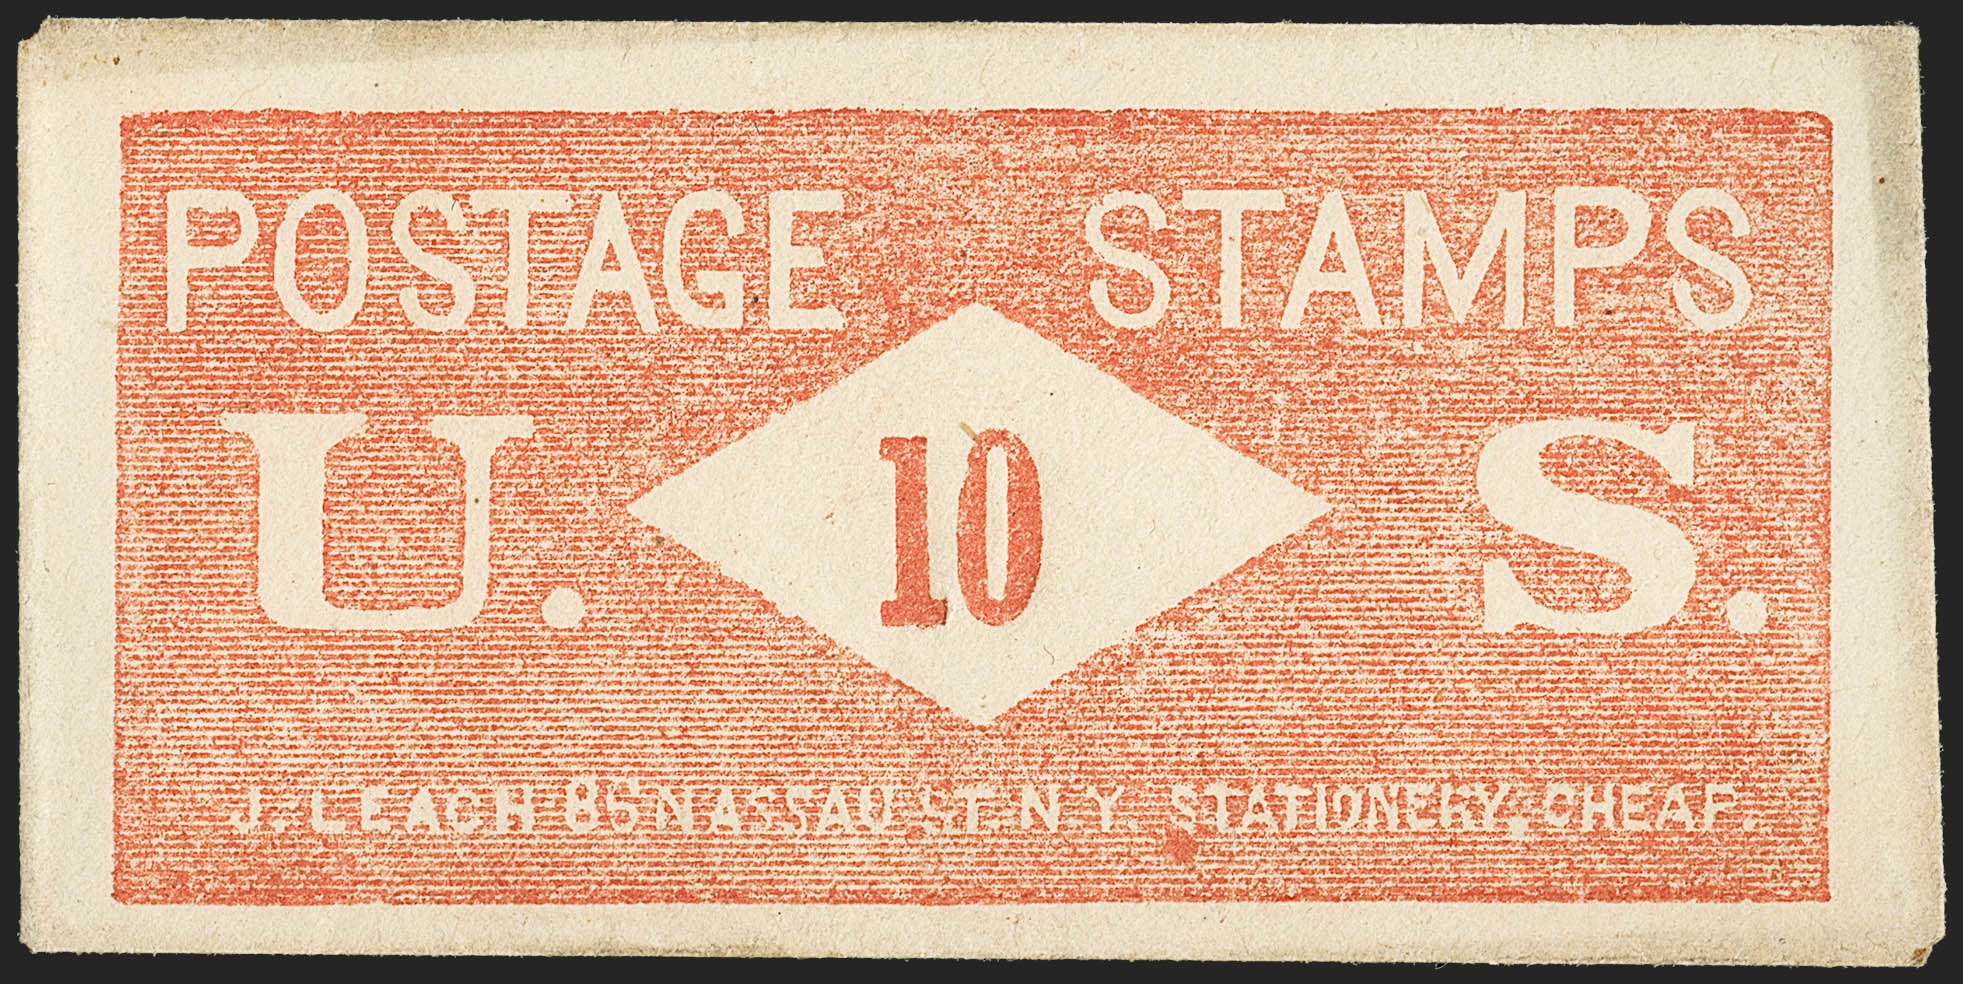 POSTAGE STAMPS
U. 10 S.
J. LEACH 86 NASSAU ST. N. Y. STATIONERY, CHEAP.